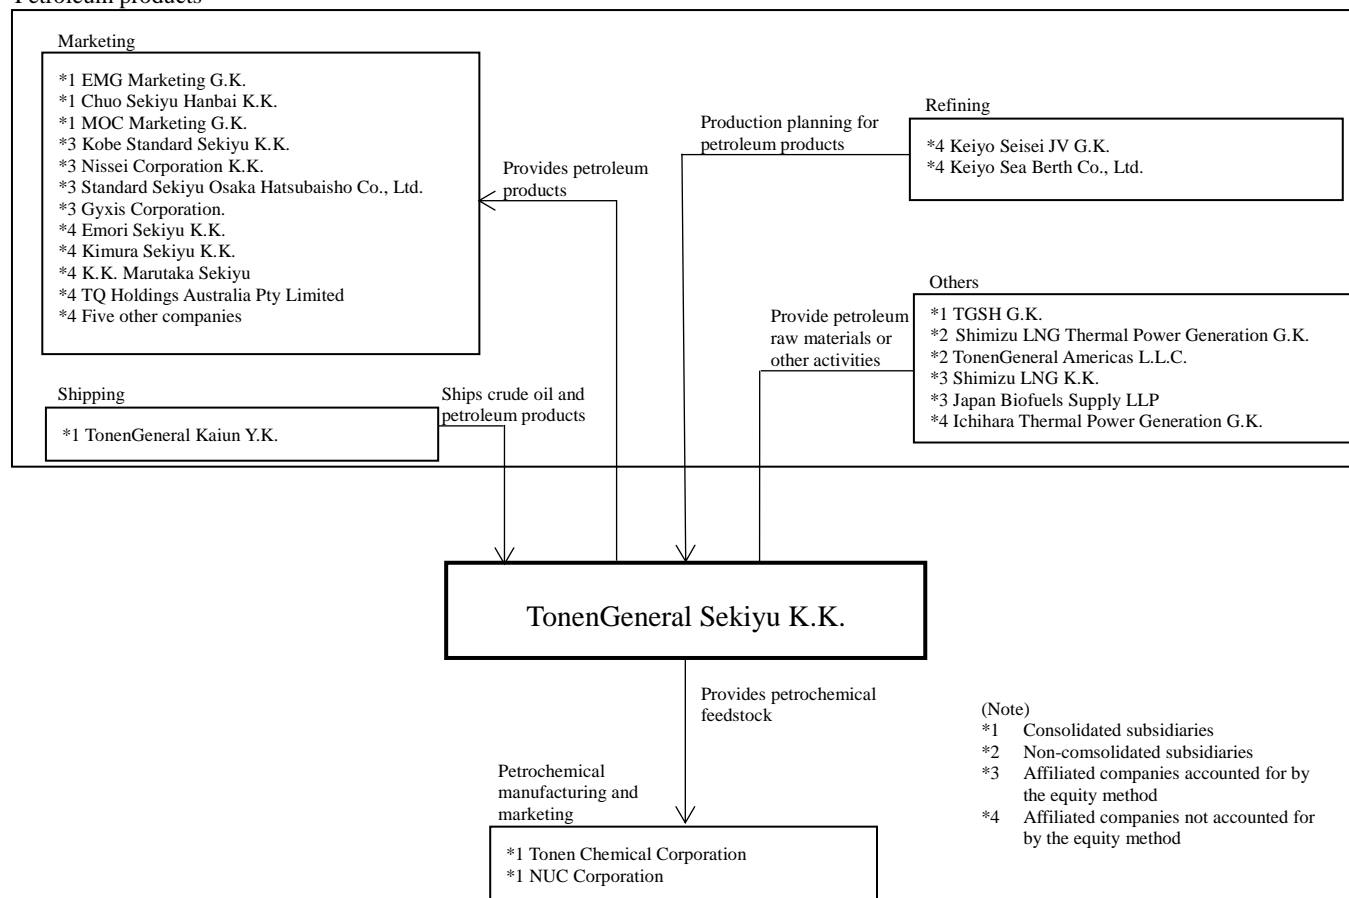 Petroleum products
Marketing
*1 EMG Marketing G.K.
*1 Chuo Sekiyu Hanbai K.K.
*1 MOC Marketing G.K.
*3 Kobe Standard Sekiyu K.K.
*3 Nissei Corporation K.K.
*3 Standard Sekiyu Osaka Hatsubaisho Co., Ltd.
*3 Gyxis Corporation.
*4 Emori Sekiyu K.K.
*4 Kimura Sekiyu K.K.
*4 K.K. Marutaka Sekiyu
*4 TQ Holdings Australia Pty Limited
*4 Five other companies
Provides petroleum
products
Production planning for
petroleum products
Refining
*4 Keiyo Seisei JV G.K.
*4 Keiyo Sea Berth Co., Ltd.
Provide petroleum
raw materials or
other activities
Others
*1 TGSH G.K.
*2 Shimizu LNG Thermal Power Generation G.K.
*2 TonenGeneral Americas L.L.C.
*3 Shimizu LNG K.K.
*3 Japan Biofuels Supply LLP
*4 Ichihara Thermal Power Generation G.K.
Shipping
*1 TonenGeneral Kaiun Y.K.
Ships crude oil and
petroleum products
TonenGeneral Sekiyu K.K.
Provides petrochemical
feedstock
Petrochemical
manufacturing and
marketing
*1 Tonen Chemical Corporation
*1 NUC Corporation
(Note)
*1 Consolidated subsidiaries
*2 Non-comsolidated subsidiaries
*3 Affiliated companies accounted for by
the equity method
*4 Affiliated companies not accounted for
by the equity method